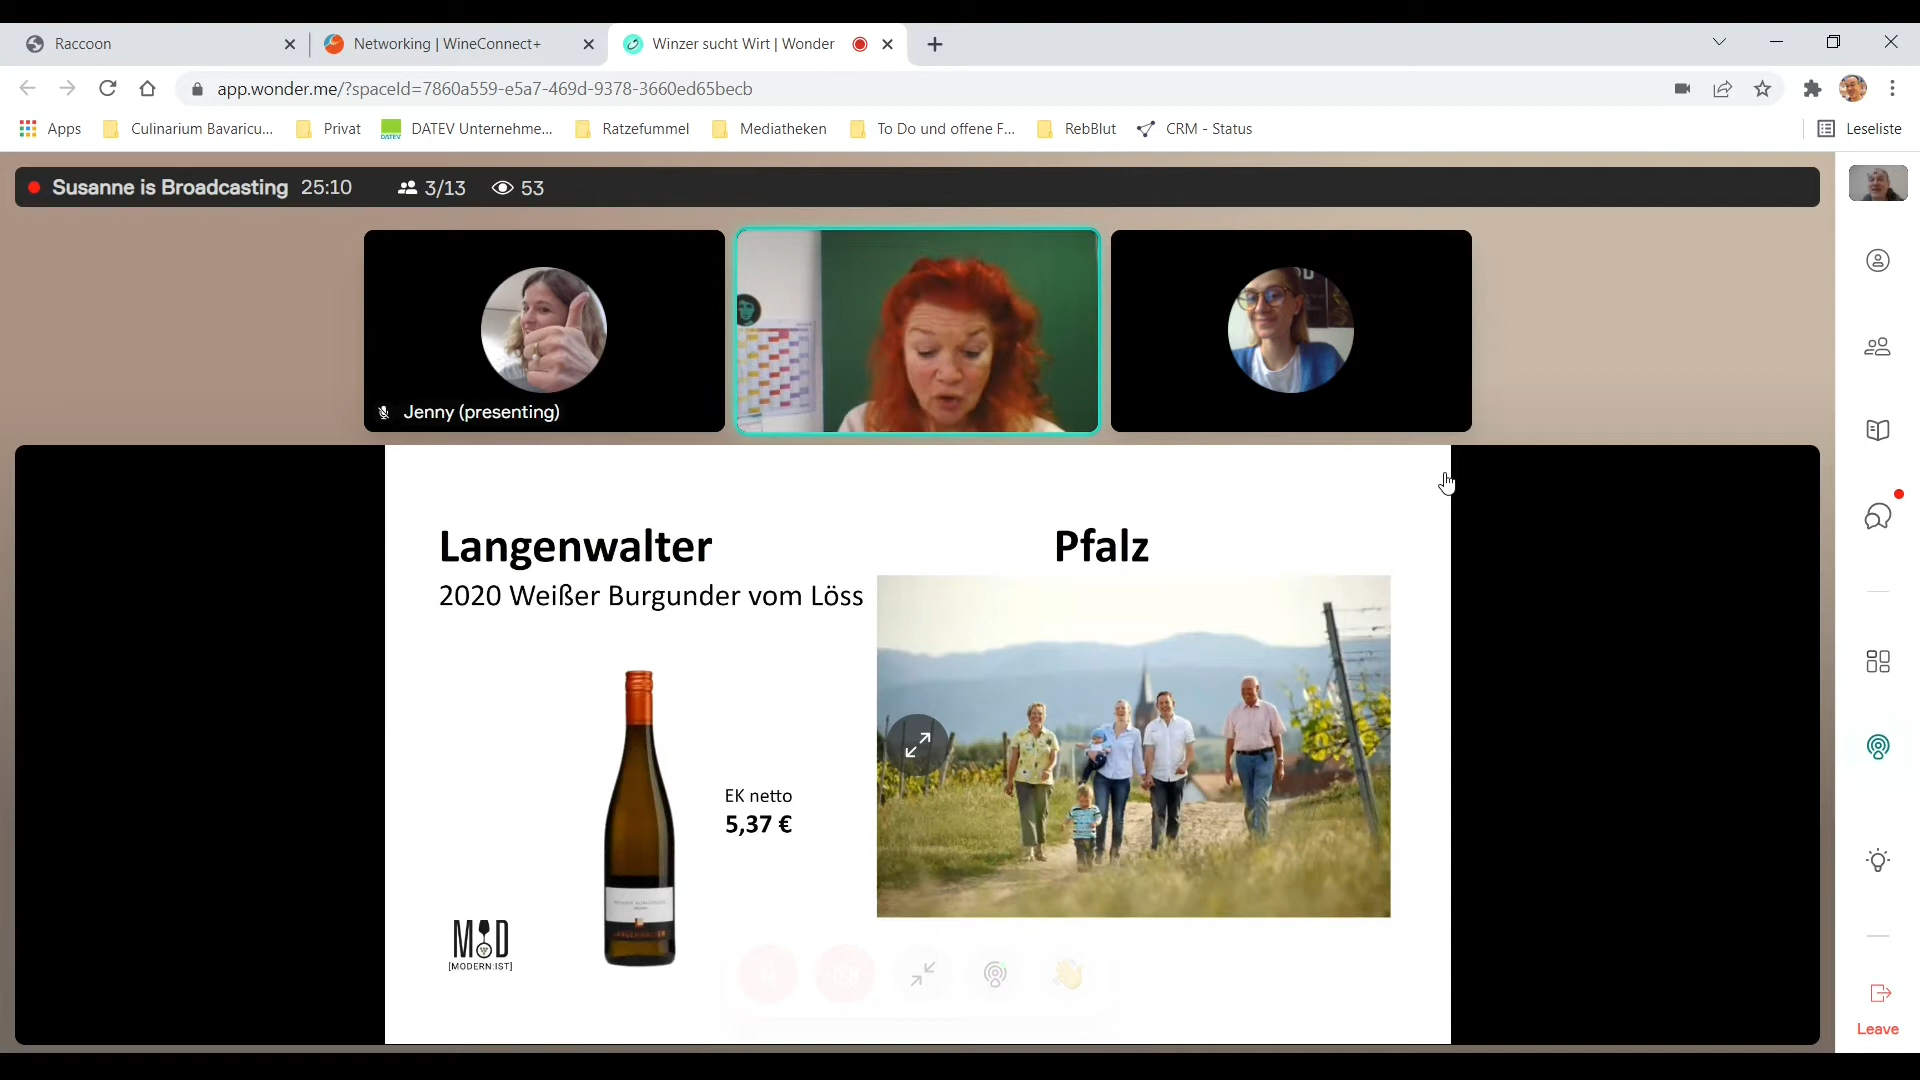 Raccoon
Networking | WineConnect+
Winzer sucht Wirt | Wonder
app.wonder.me/?spaceId=7860a559-e5a7-469d-9378-3660ed65becb
Apps
Culinarium Bavaricu...
Privat
DATEV
DATEV Unternehme...
Ratzefummel
Mediatheken
To Do und offene F...
RebBlut
CRM - Status
Leseliste
Susanne is Broadcasting 25:10 3/13 53
Jenny (presenting)
Langenwalter
Pfalz
2020 Weißer Burgunder vom Löss
EK netto
5,37 €
[MODERN:IST]
Leave